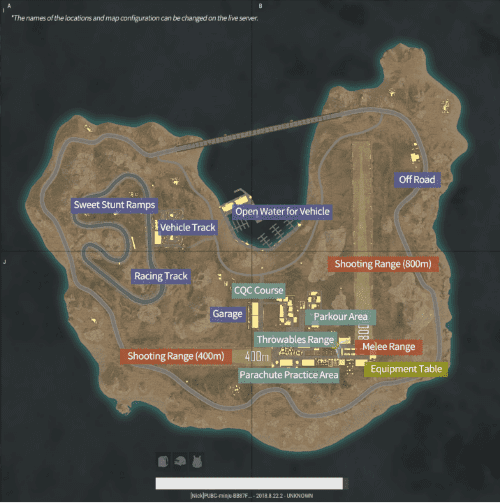 A
B
I
*The names of the locations and map configuration can be changed on the live server.
Off Road
Sweet Stunt Ramps
Open Water for Vehicle
Vehicle Track
J
Shooting Range (800m)
Racing Track
CQC Course
Garage
Parkour Area
Throwables Range
Melee Range
Shooting Range (400m)
400m
Equipment Table
Parachute Practice Area